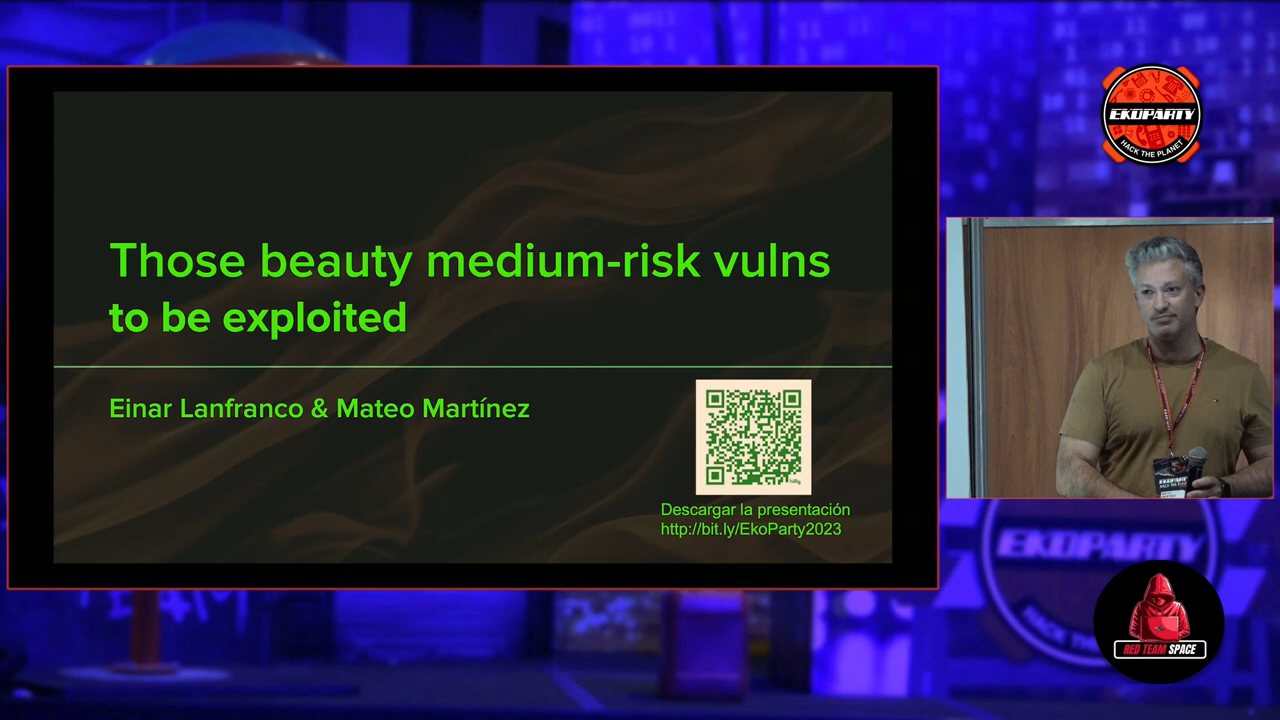 Those beauty medium-risk vulns
to be exploited
Einar Lanfranco & Mateo Martínez
Descargar la presentación
http://bit.ly/EkoParty2023
EKOPARTY
HACK THE PLANET
EKOPARTY
RED TEAM SPACE